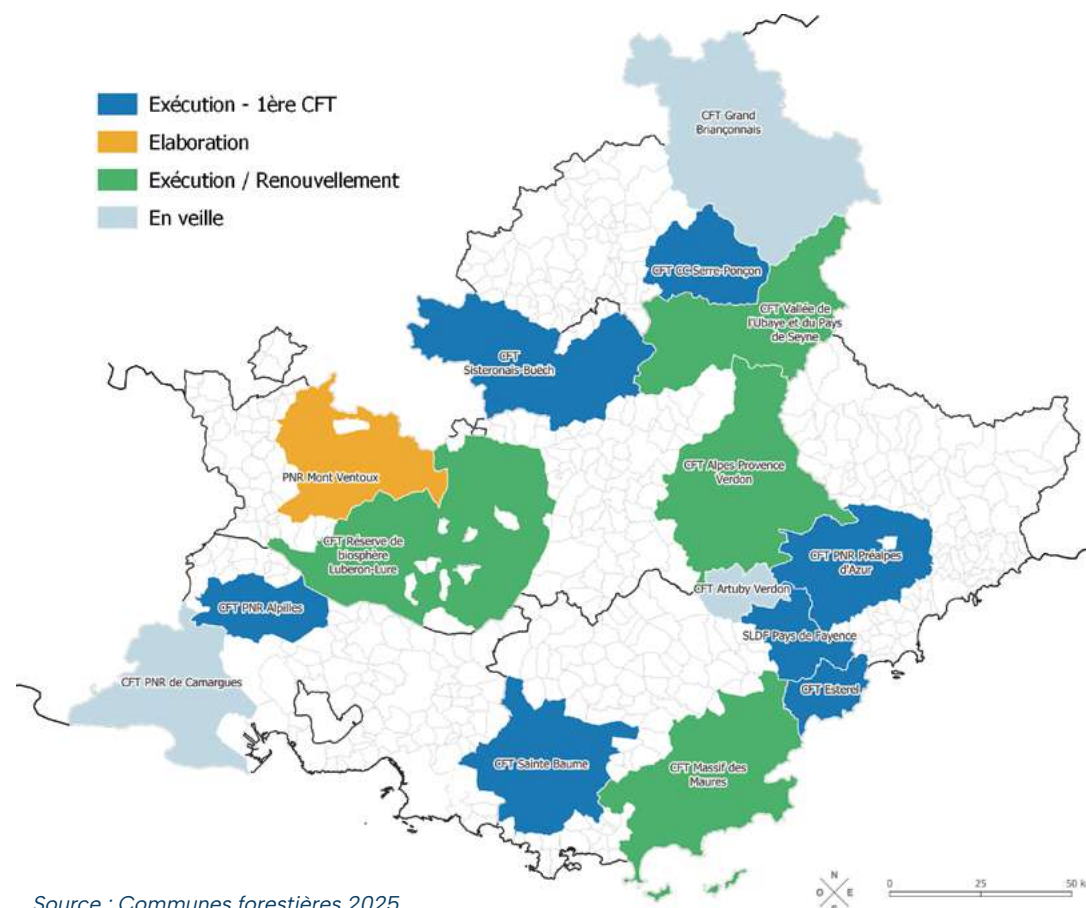 Exécution - 1ère CFT
Elaboration
Exécution / Renouvellement
En veille
CFT Grand
Briançonnais
CFT CC Serre-Ponçon
CFT Vallée de
l'Ubaye et du Pays
de Seyne
CFT
Sisteronais-Buëch
PNR Mont Ventoux
CFT Alpes Provence
Verdon
CFT Réserve de
biosphère
Luberon-Lure
CFT PNR Préalpes
d'Azur
CFT Artuby Verdon
CFT PNR Alpilles
SLDF Pays de Fayence
CFT PNR de Camargues
CFT Esterel
CFT Sainte Baume
CFT Massif des
Maures
N
O E
S
0 25 50 k
Source : Communes forestières 2025